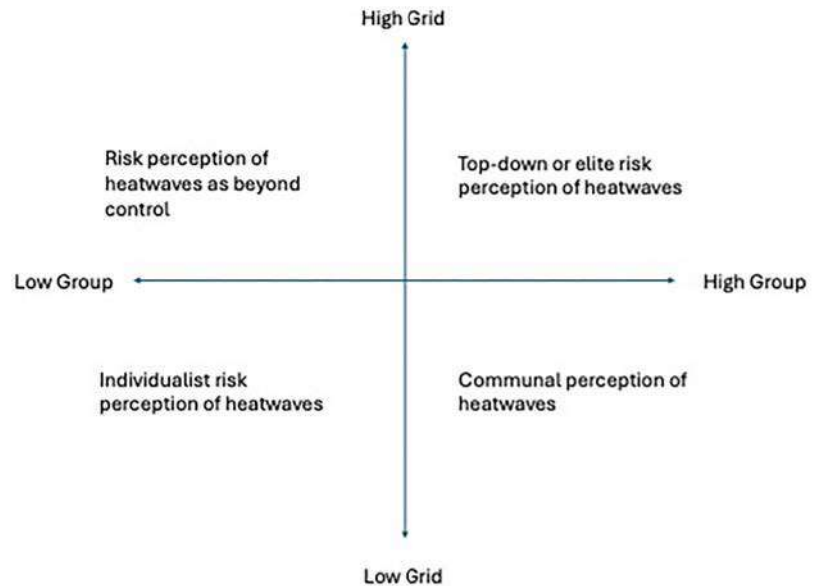 High Grid
Risk perception of
heatwaves as beyond
control
Top-down or elite risk
perception of heatwaves
Low Group
High Group
Individualist risk
perception of heatwaves
Communal perception of
heatwaves
Low Grid